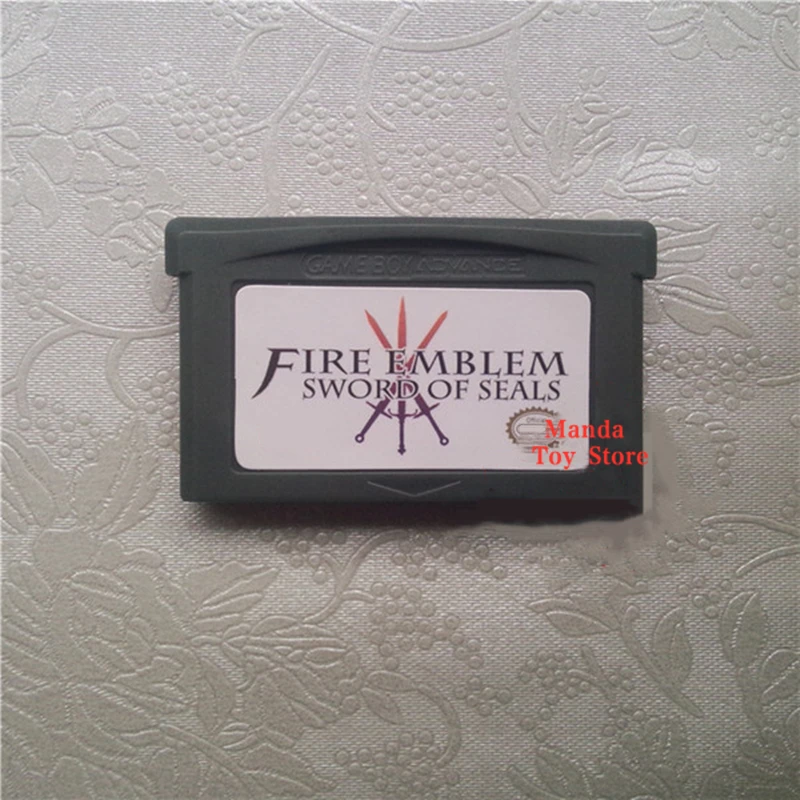 GAME BOY ADVANCE
FIRE EMBLEM
SWORD OF SEALS
Manda
Toy Store